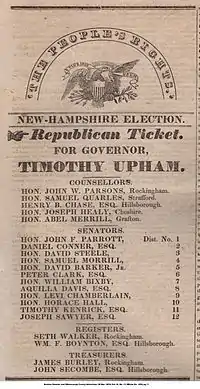 "THE PEOPLE'S RIGHTS."
NEW-HAMPSHIRE ELECTION.
Republican Ticket.
FOR GOVERNOR,
TIMOTHY UPHAM.
COUNSELLORS.
HON. JOHN W. PARSONS, Rockingham.
HON. SAMUEL QUARLES, Strafford.
HENRY B. CHASE, ESQ. Hillsborough.
HON. JOSEPH HEALY, Cheshire.
HON. ABEL MERRILL, Grafton.
SENATORS.
HON. JOHN F. PARROTT, Dist. No. 1
DANIEL CONNER, ESQ. 2
HON. DAVID STEELE, 3
HON. SAMUEL MORRILL, 4
HON. DAVID BARKER, Jr. 5
PETER CLARK, ESQ. 6
HON. WILLIAM BIXBY, 7
AQUILLA DAVIS, ESQ. 8
HON. LEVI CHAMBERLAIN, 9
HON. HORACE HALL, 10
TIMOTHY KENRICK, ESQ. 11
JOSEPH SAWYER, ESQ. 12
REGISTERS.
SETH WALKER, Rockingham.
WM. F. BOYNTON, ESQ. Hillsborough.
TREASURERS.
JAMES BURLEY, Rockingham
JOHN SECOMBE, ESQ. Hillsborough.